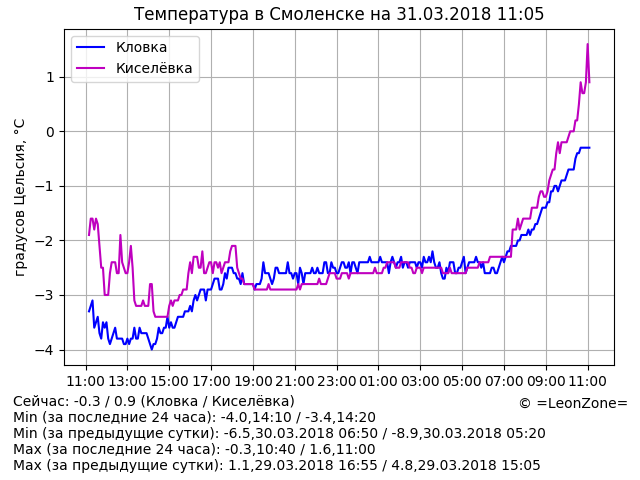 Температура в Смоленске на 31.03.2018 11:05
Кловка
Киселёвка
градусов Цельсия, °C
1
0
−1
−2
−3
−4
11:00 13:00 15:00 17:00 19:00 21:00 23:00 01:00 03:00 05:00 07:00 09:00 11:00
Сейчас: -0.3 / 0.9 (Кловка / Киселёвка)
© =LeonZone=
Min (за последние 24 часа): -4.0,14:10 / -3.4,14:20
Min (за предыдущие сутки): -6.5,30.03.2018 06:50 / -8.9,30.03.2018 05:20
Max (за последние 24 часа): -0.3,10:40 / 1.6,11:00
Max (за предыдущие сутки): 1.1,29.03.2018 16:55 / 4.8,29.03.2018 15:05